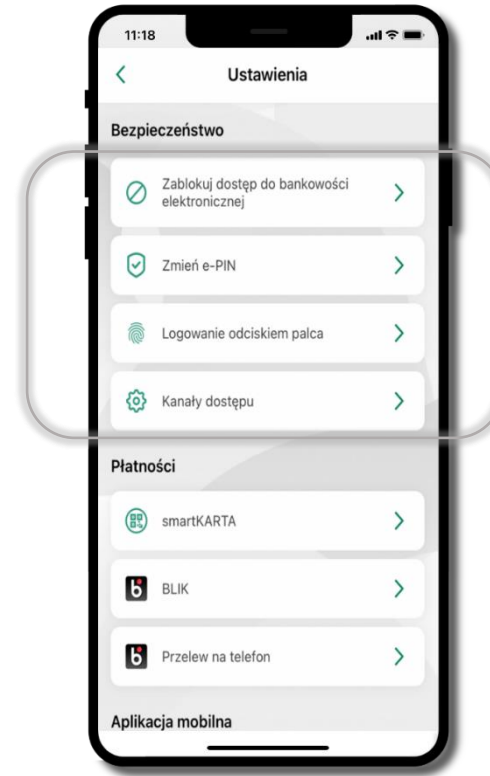 11:18
Ustawienia
Bezpieczeństwo
Zablokuj dostęp do bankowości
elektronicznej
Zmień e-PIN
Logowanie odciskiem palca
Kanały dostępu
Płatności
smartKARTA
BLIK
Przelew na telefon
Aplikacja mobilna